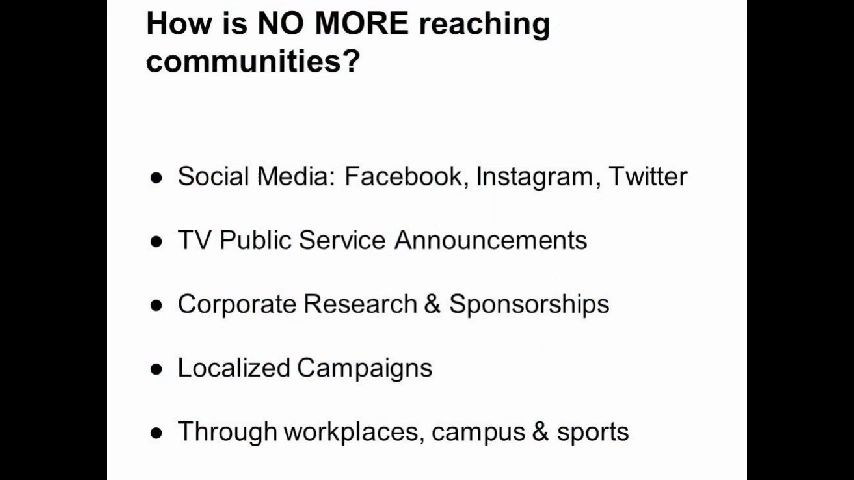 How is NO MORE reaching
communities?
● Social Media: Facebook, Instagram, Twitter
● TV Public Service Announcements
● Corporate Research & Sponsorships
● Localized Campaigns
● Through workplaces, campus & sports